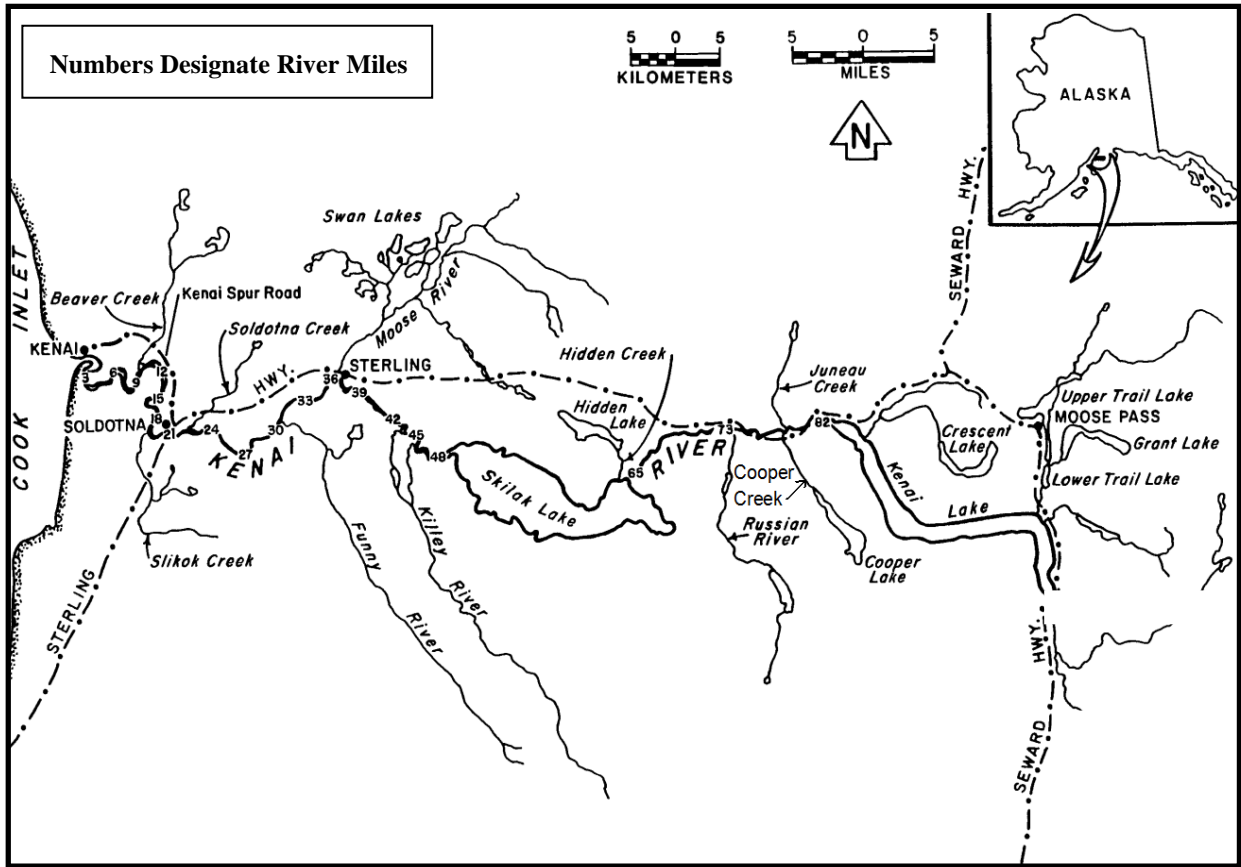 Numbers Designate River Miles
5 0 5
KILOMETERS
5 0 5
MILES
N
ALASKA
SEWARD HWY.
Swan Lakes
COOK INLET
Beaver Creek
Kenai Spur Road
Soldotna Creek
Moose River
Hidden Creek
KENAI
STERLING
HWY.
Juneau Creek
Upper Trail Lake
MOOSE PASS
Grant Lake
Lower Trail Lake
Crescent Lake
Hidden Lake
3 6 9 12 15 18 21 24 27 30 33 36 39 42 45 48 65 73 82
SOLDOTNA
KENAI RIVER
Skilak Lake
Cooper
Creek
Kenai Lake
Russian
River
Cooper
Lake
Slikok Creek
Funny River
Killey River
STERLING
SEWARD HWY.